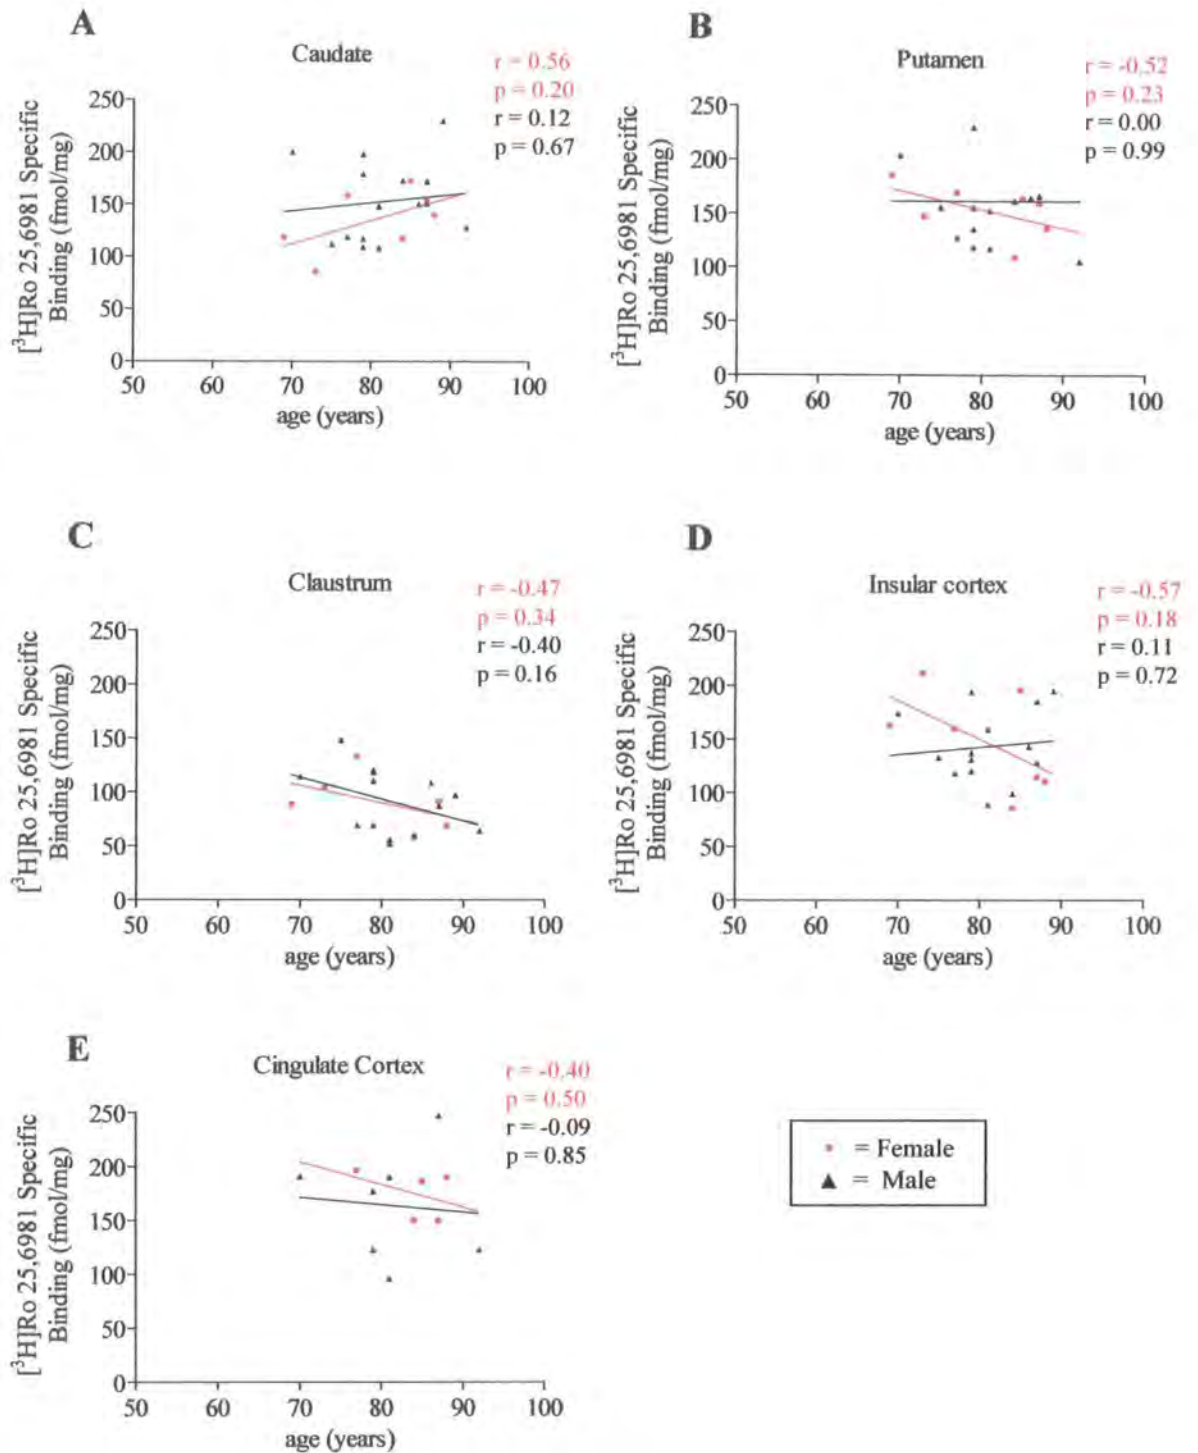 A
Caudate
r = 0.56
p = 0.20
r = 0.12
p = 0.67
[³H]Ro 25,6981 Specific
Binding (fmol/mg)
250
200
150
100
50
0
50 60 70 80 90 100
age (years)
B
Putamen
r = -0.52
p = 0.23
r = 0.00
p = 0.99
[³H]Ro 25,6981 Specific
Binding (fmol/mg)
250
200
150
100
50
0
50 60 70 80 90 100
age (years)
C
Claustrum
r = -0.47
p = 0.34
r = -0.40
p = 0.16
[³H]Ro 25,6981 Specific
Binding (fmol/mg)
250
200
150
100
50
0
50 60 70 80 90 100
age (years)
D
Insular cortex
r = -0.57
p = 0.18
r = 0.11
p = 0.72
[³H]Ro 25,6981 Specific
Binding (fmol/mg)
250
200
150
100
50
0
50 60 70 80 90 100
age (years)
E
Cingulate Cortex
r = -0.40
p = 0.50
r = -0.09
p = 0.85
[³H]Ro 25,6981 Specific
Binding (fmol/mg)
250
200
150
100
50
0
50 60 70 80 90 100
age (years)
= Female
= Male